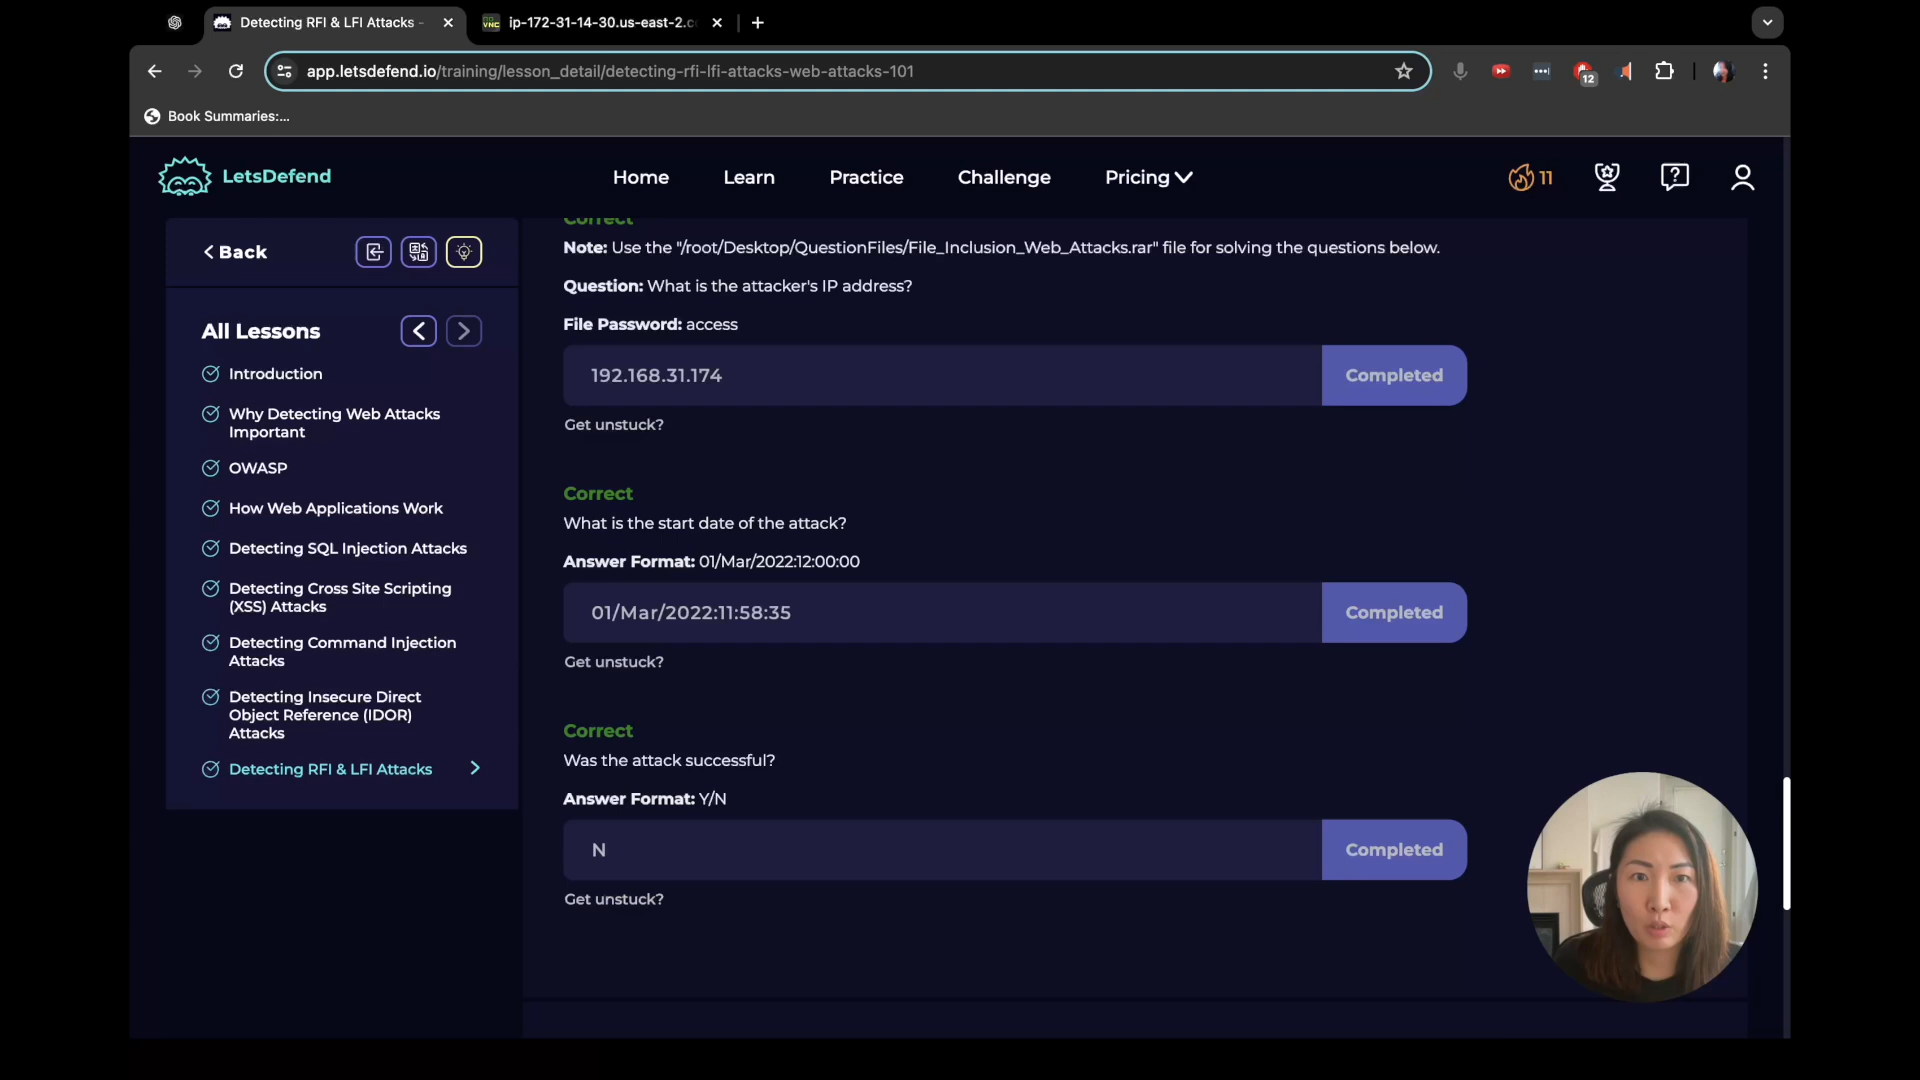 Detecting RFI & LFI Attacks -
ip-172-31-14-30.us-east-2.c
app.letsdefend.io/training/lesson_detail/detecting-rfi-lfi-attacks-web-attacks-101
12
Book Summaries:...
LetsDefend
Home
Learn
Practice
Challenge
Pricing
11
Back
All Lessons
Introduction
Why Detecting Web Attacks
Important
OWASP
How Web Applications Work
Detecting SQL Injection Attacks
Detecting Cross Site Scripting
(XSS) Attacks
Detecting Command Injection
Attacks
Detecting Insecure Direct
Object Reference (IDOR)
Attacks
Detecting RFI & LFI Attacks
Correct
Note: Use the "/root/Desktop/QuestionFiles/File_Inclusion_Web_Attacks.rar" file for solving the questions below.
Question: What is the attacker's IP address?
File Password: access
192.168.31.174
Completed
Get unstuck?
Correct
What is the start date of the attack?
Answer Format: 01/Mar/2022:12:00:00
01/Mar/2022:11:58:35
Completed
Get unstuck?
Correct
Was the attack successful?
Answer Format: Y/N
N
Completed
Get unstuck?